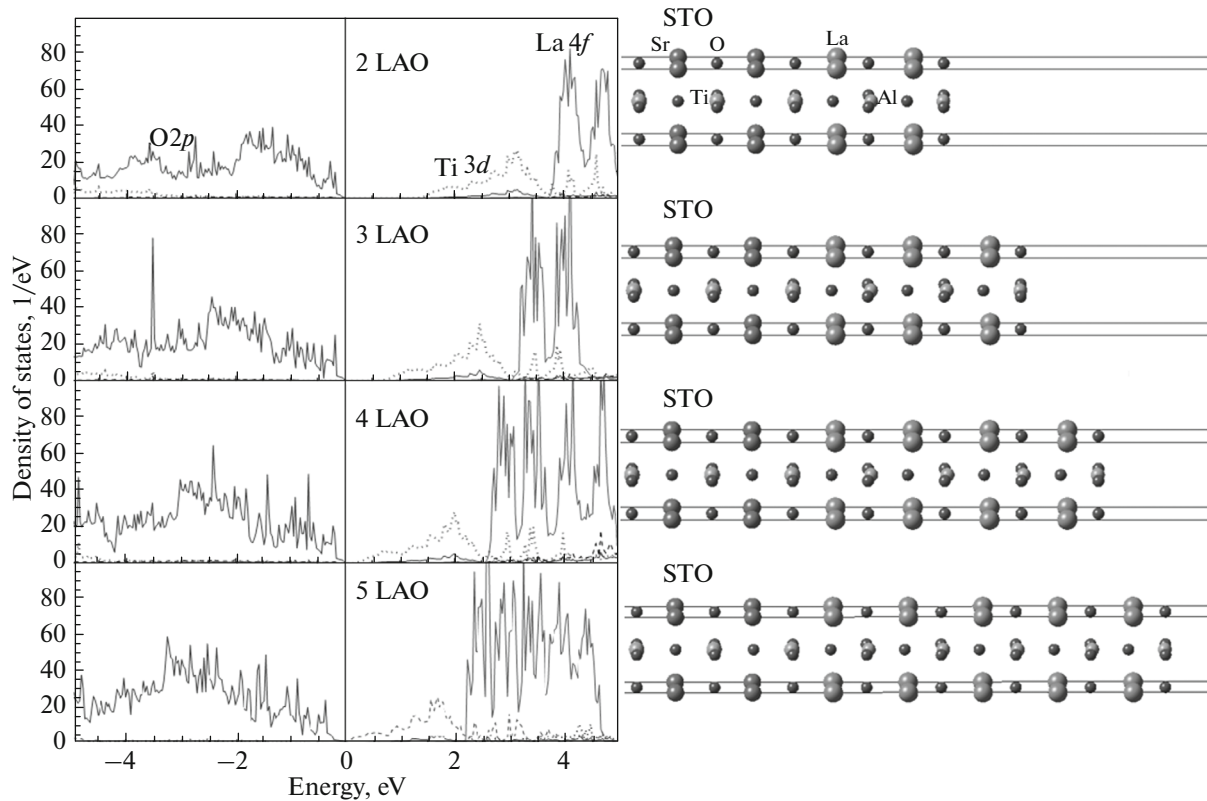 Density of states, 1/eV
80
60
40
20
0
2 LAO
O2p
Ti 3d
La 4f
80
60
40
20
0
3 LAO
80
60
40
20
0
4 LAO
80
60
40
20
0
5 LAO
−4
−2
0
2
4
Energy, eV
STO
Sr
O
La
Ti
Al
STO
STO
STO